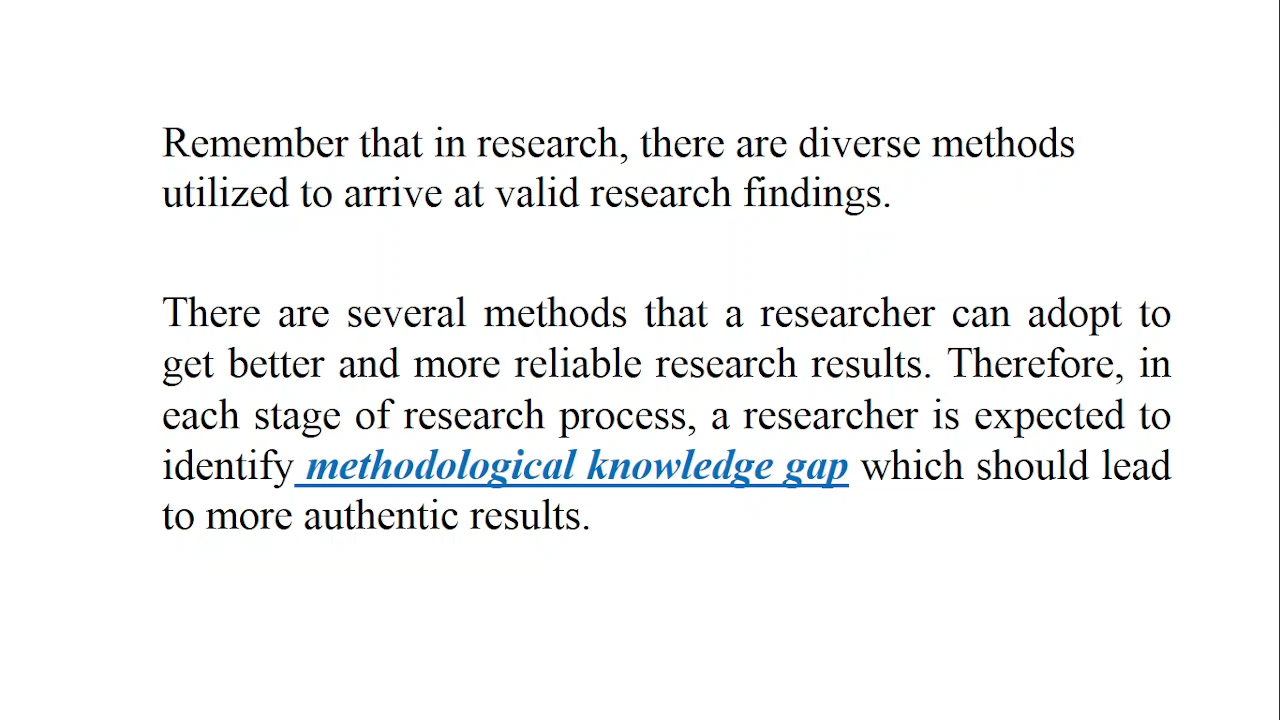 Remember that in research, there are diverse methods
utilized to arrive at valid research findings.
There are several methods that a researcher can adopt to
get better and more reliable research results. Therefore, in
each stage of research process, a researcher is expected to
identify methodological knowledge gap which should lead
to more authentic results.